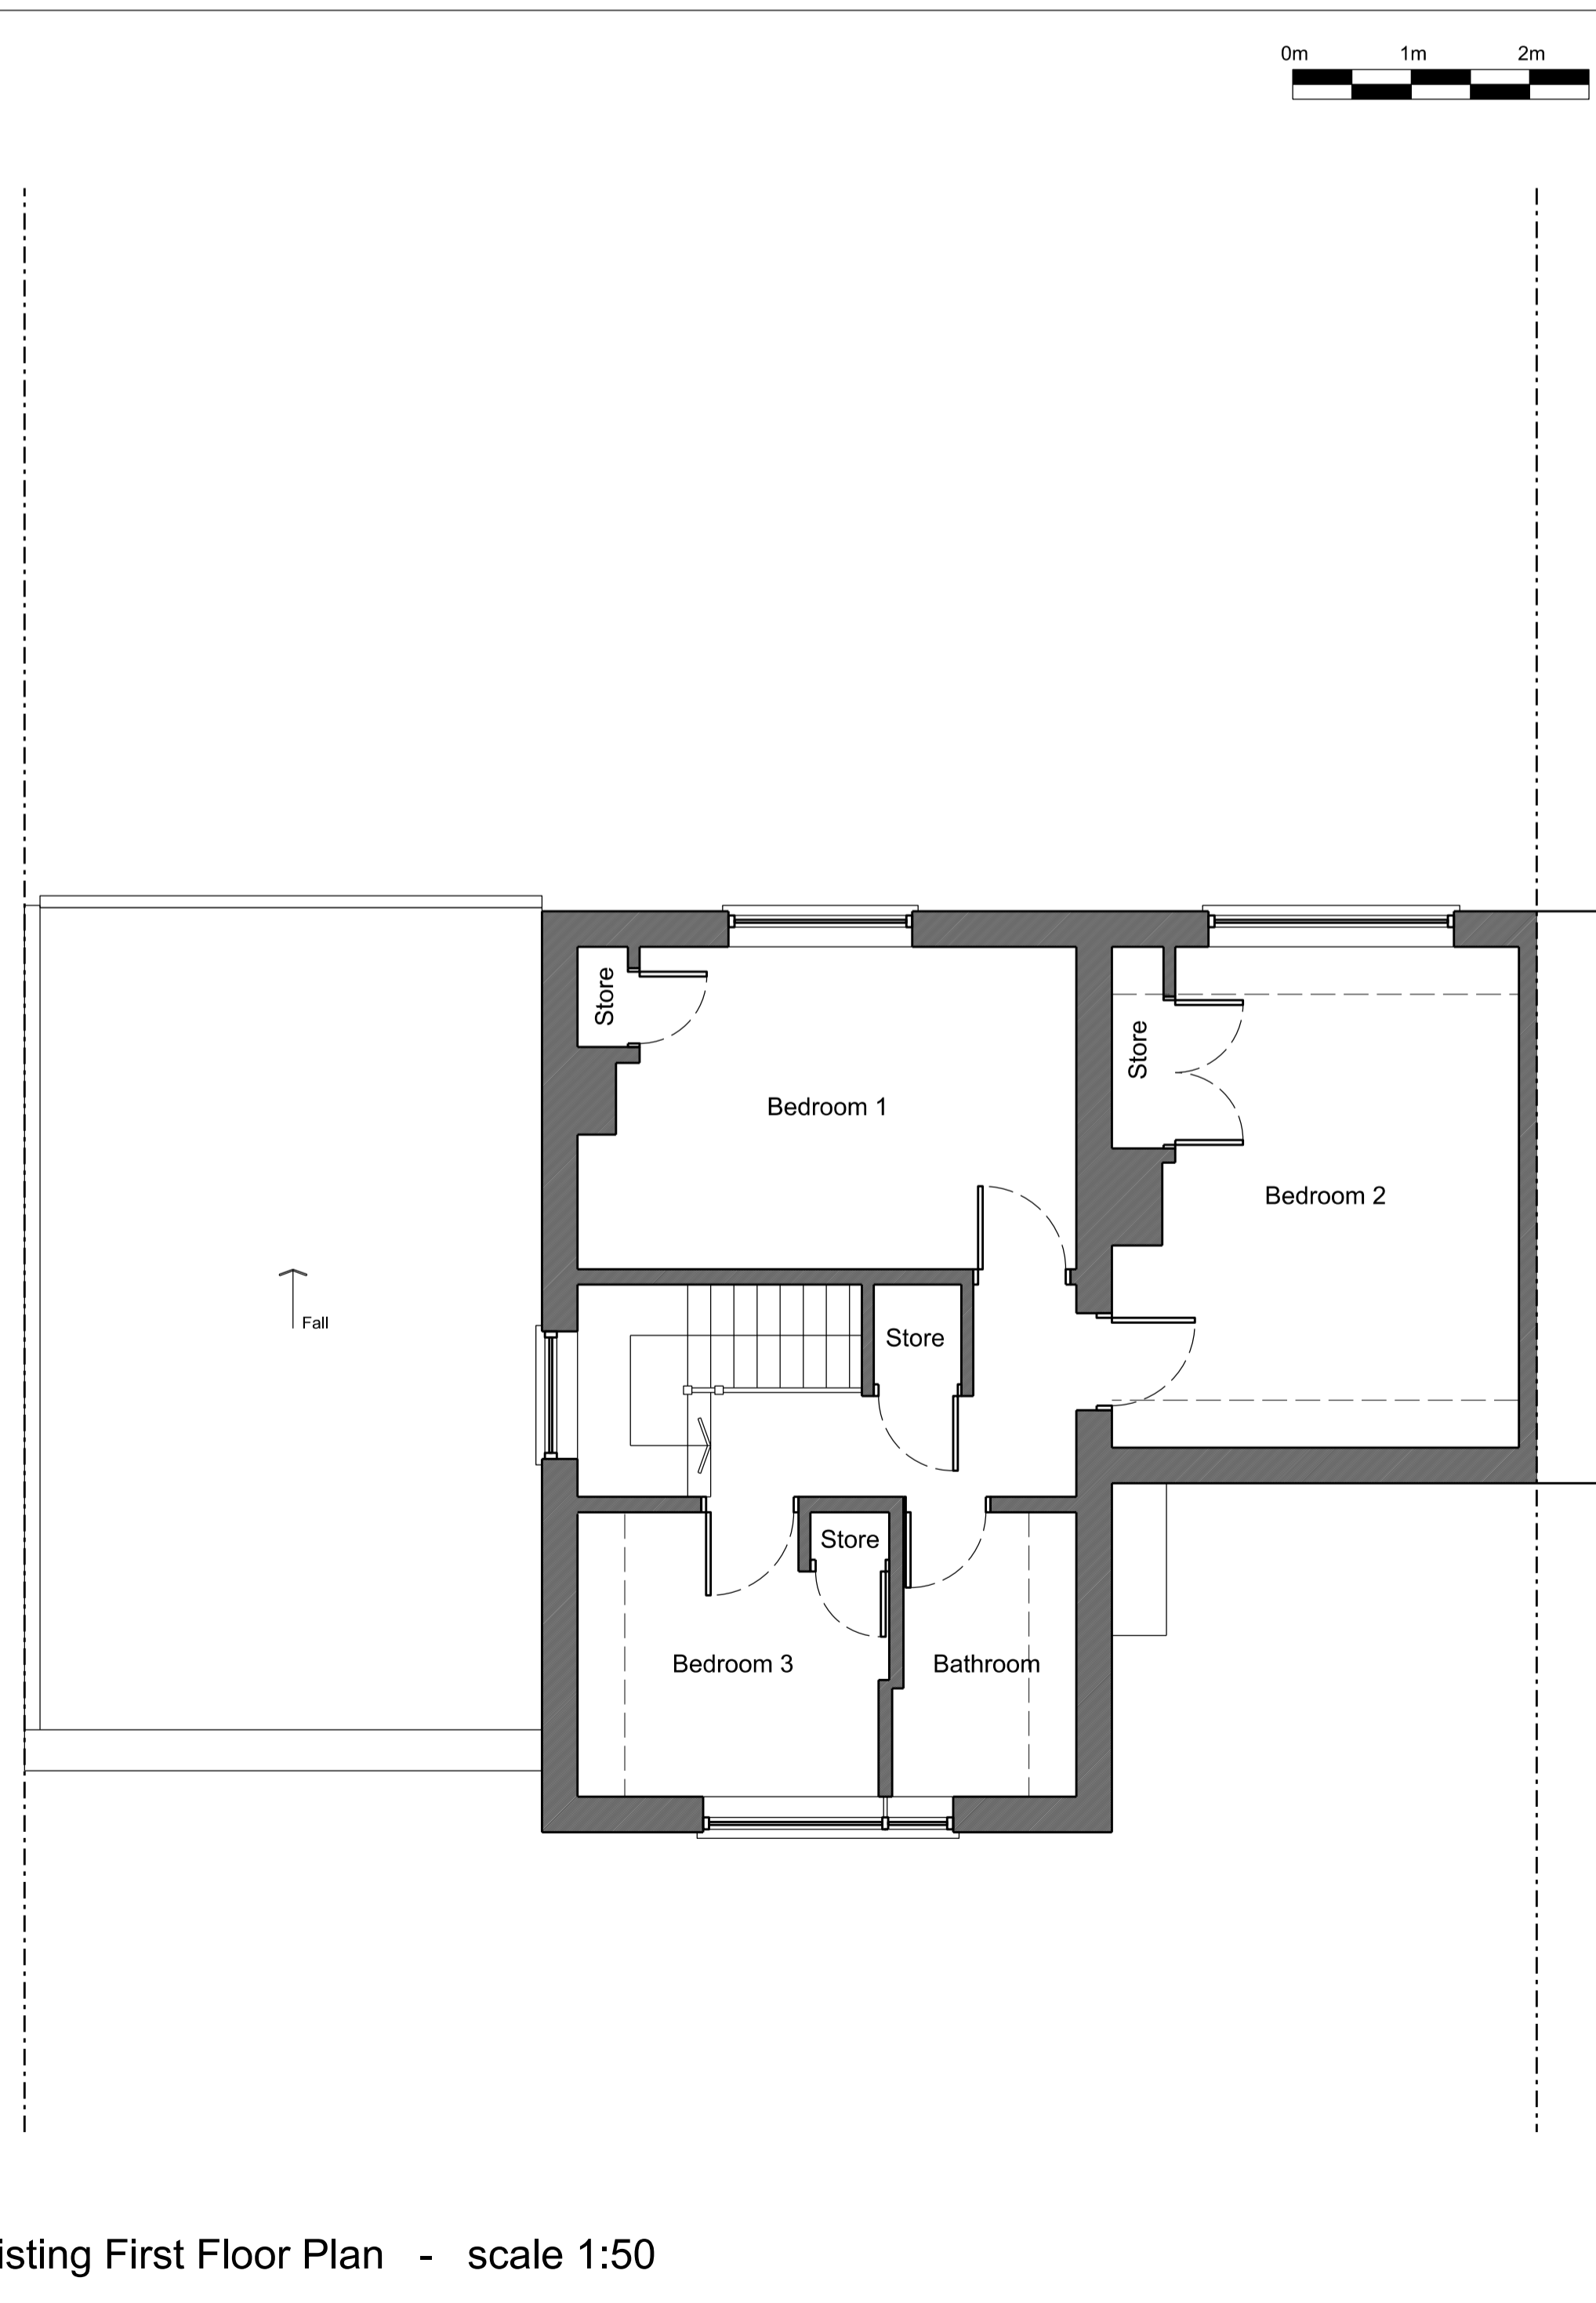 0m 1m 2m
Store
Store
Bedroom 1
Bedroom 2
Fall
Store
Store
Bedroom 3
Bathroom
isting First Floor Plan - scale 1:50